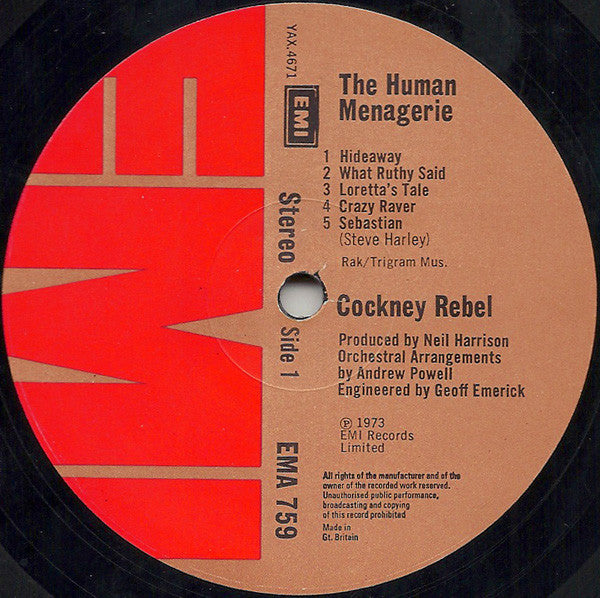 EMI
YAX.4671
EMI
Stereo
Side 1
EMA 759
The Human
Menagerie
1 Hideaway
2 What Ruthy Said
3 Loretta's Tale
4 Crazy Raver
5 Sebastian
(Steve Harley)
Rak/Trigram Mus.
Cockney Rebel
Produced by Neil Harrison
Orchestral Arrangements
by Andrew Powell
Engineered by Geoff Emerick
℗ 1973
EMI Records
Limited
All rights of the manufacturer and of the
owner of the recorded work reserved.
Unauthorised public performance,
broadcasting and copying
of this record prohibited
Made in
Gt. Britain